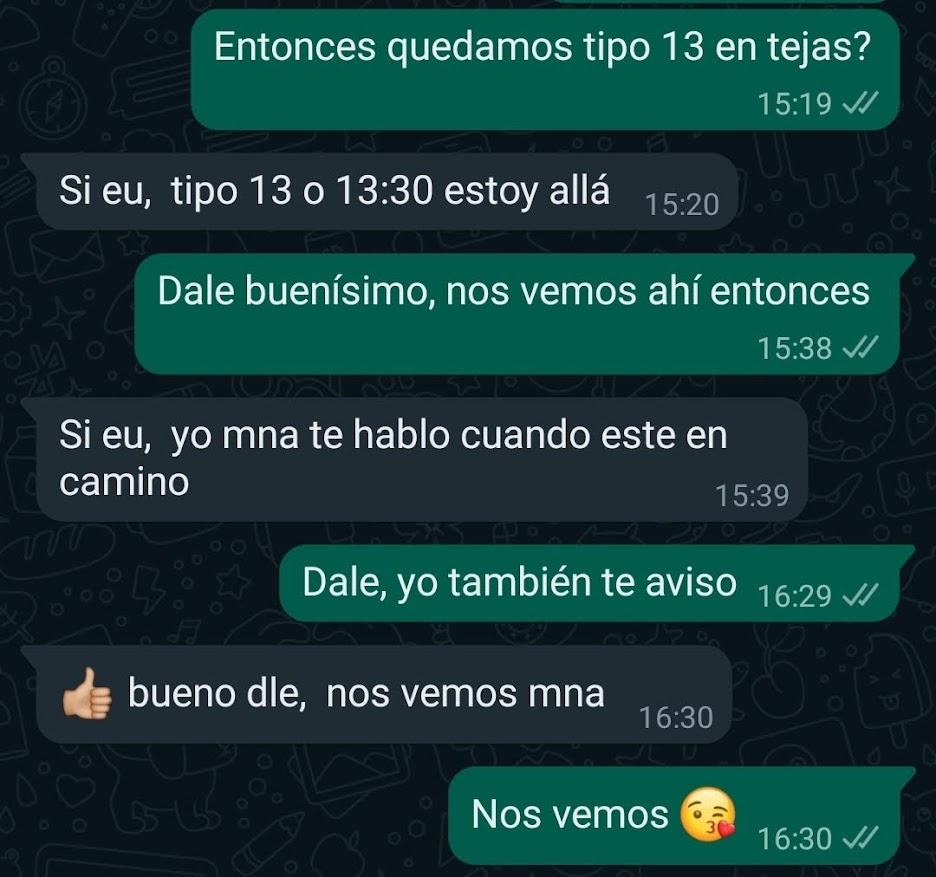 Entonces quedamos tipo 13 en tejas?
15:19
Si eu, tipo 13 o 13:30 estoy allá
15:20
Dale buenísimo, nos vemos ahí entonces
15:38
Si eu, yo mna te hablo cuando este en
camino
15:39
Dale, yo también te aviso
16:29
👍🏼 bueno dle, nos vemos mna
16:30
Nos vemos 😘
16:30